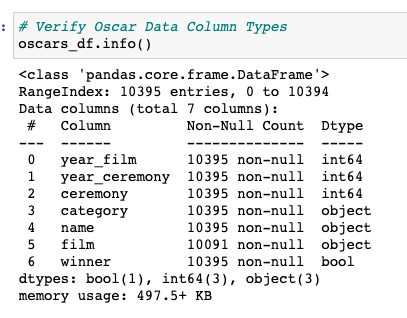 : # Verify Oscar Data Column Types
oscars_df.info()
<class 'pandas.core.frame.DataFrame'>
RangeIndex: 10395 entries, 0 to 10394
Data columns (total 7 columns):
 #   Column         Non-Null Count  Dtype
---  ------         --------------  -----
 0   year_film      10395 non-null  int64
 1   year_ceremony  10395 non-null  int64
 2   ceremony       10395 non-null  int64
 3   category       10395 non-null  object
 4   name           10395 non-null  object
 5   film           10091 non-null  object
 6   winner         10395 non-null  bool
dtypes: bool(1), int64(3), object(3)
memory usage: 497.5+ KB